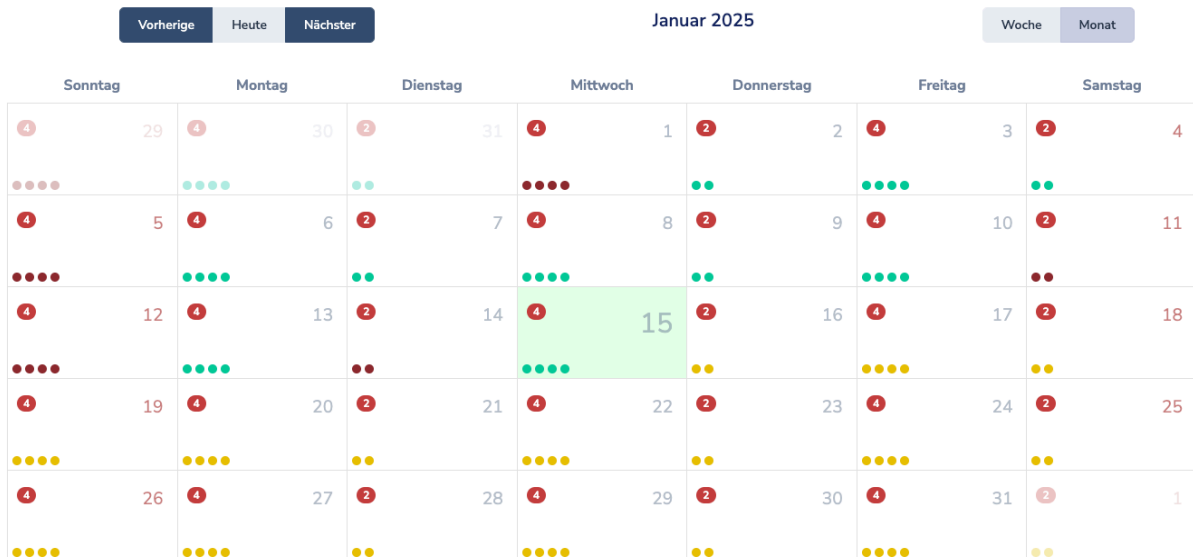 Vorherige Heute Nächster Januar 2025 Woche Monat
Sonntag Montag Dienstag Mittwoch Donnerstag Freitag Samstag
4 29 4 30 2 31 4 1 2 2 4 3 2 4
4 5 4 6 2 7 4 8 2 9 4 10 2 11
4 12 4 13 2 14 4 15 2 16 4 17 2 18
4 19 4 20 2 21 4 22 2 23 4 24 2 25
4 26 4 27 2 28 4 29 2 30 4 31 2 1